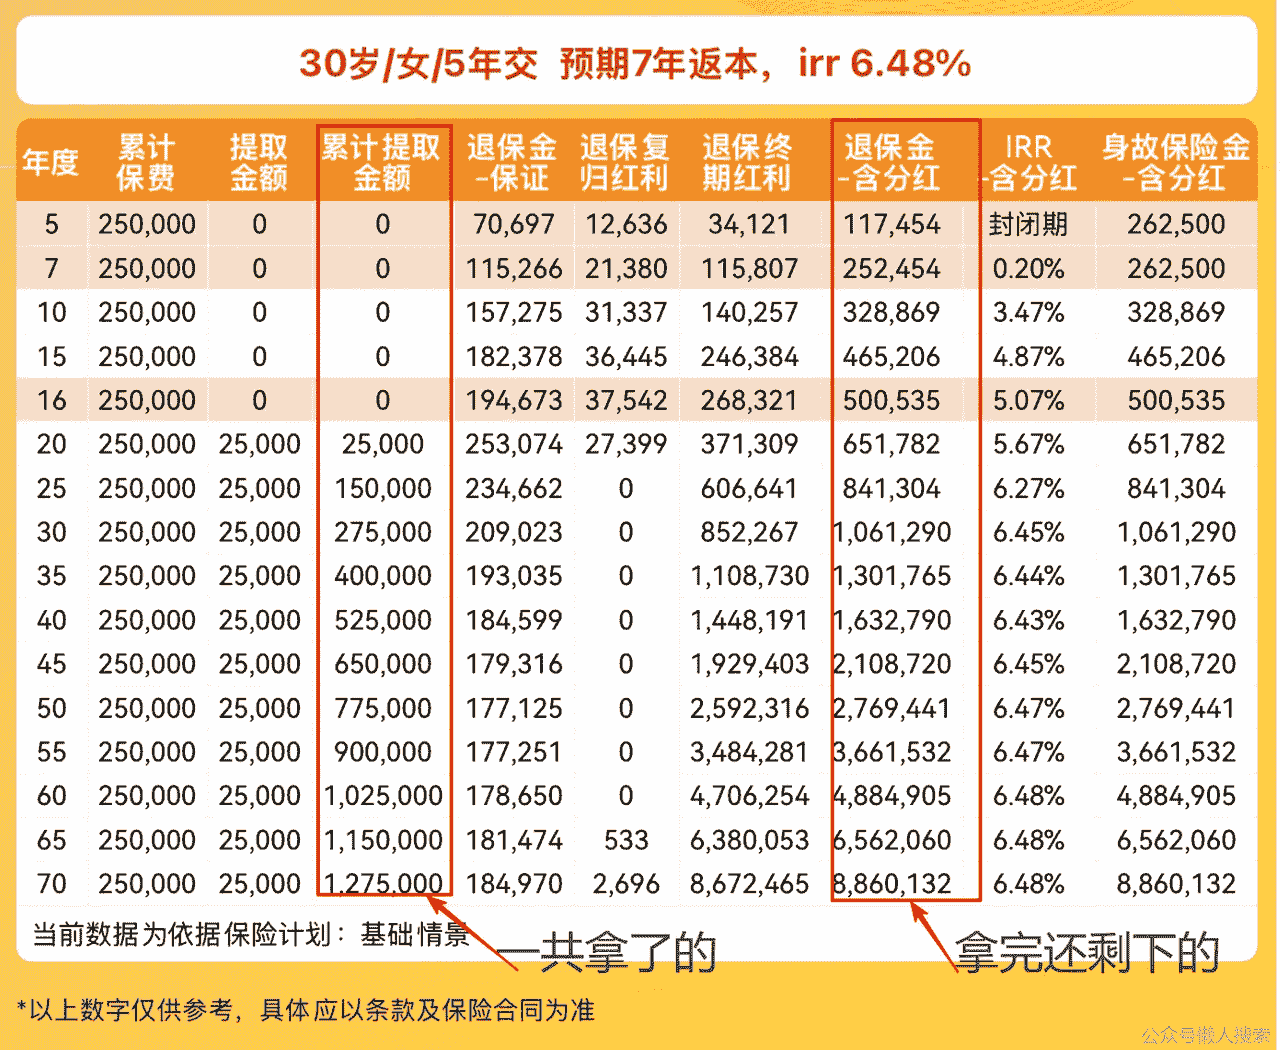 30岁/女/5年交 预期7年返本，irr 6.48%
年度 累计保费 提取金额 累计提取金额 退保金-保证 退保复归红利 退保终期红利 退保金-含分红 IRR-含分红 身故保险金-含分红
5 250,000 0 0 70,697 12,636 34,121 117,454 封闭期 262,500
7 250,000 0 0 115,266 21,380 115,807 252,454 0.20% 262,500
10 250,000 0 0 157,275 31,337 140,257 328,869 3.47% 328,869
15 250,000 0 0 182,378 36,445 246,384 465,206 4.87% 465,206
16 250,000 0 0 194,673 37,542 268,321 500,535 5.07% 500,535
20 250,000 25,000 25,000 253,074 27,399 371,309 651,782 5.67% 651,782
25 250,000 25,000 150,000 234,662 0 606,641 841,304 6.27% 841,304
30 250,000 25,000 275,000 209,023 0 852,267 1,061,290 6.45% 1,061,290
35 250,000 25,000 400,000 193,035 0 1,108,730 1,301,765 6.44% 1,301,765
40 250,000 25,000 525,000 184,599 0 1,448,191 1,632,790 6.43% 1,632,790
45 250,000 25,000 650,000 179,316 0 1,929,403 2,108,720 6.45% 2,108,720
50 250,000 25,000 775,000 177,125 0 2,592,316 2,769,441 6.47% 2,769,441
55 250,000 25,000 900,000 177,251 0 3,484,281 3,661,532 6.47% 3,661,532
60 250,000 25,000 1,025,000 178,650 0 4,706,254 4,884,905 6.48% 4,884,905
65 250,000 25,000 1,150,000 181,474 533 6,380,053 6,562,060 6.48% 6,562,060
70 250,000 25,000 1,275,000 184,970 2,696 8,672,465 8,860,132 6.48% 8,860,132
当前数据为依据保险计划：基础情景
一共拿了的
拿完还剩下的
*以上数字仅供参考，具体应以条款及保险合同为准
公众号懒人搜索